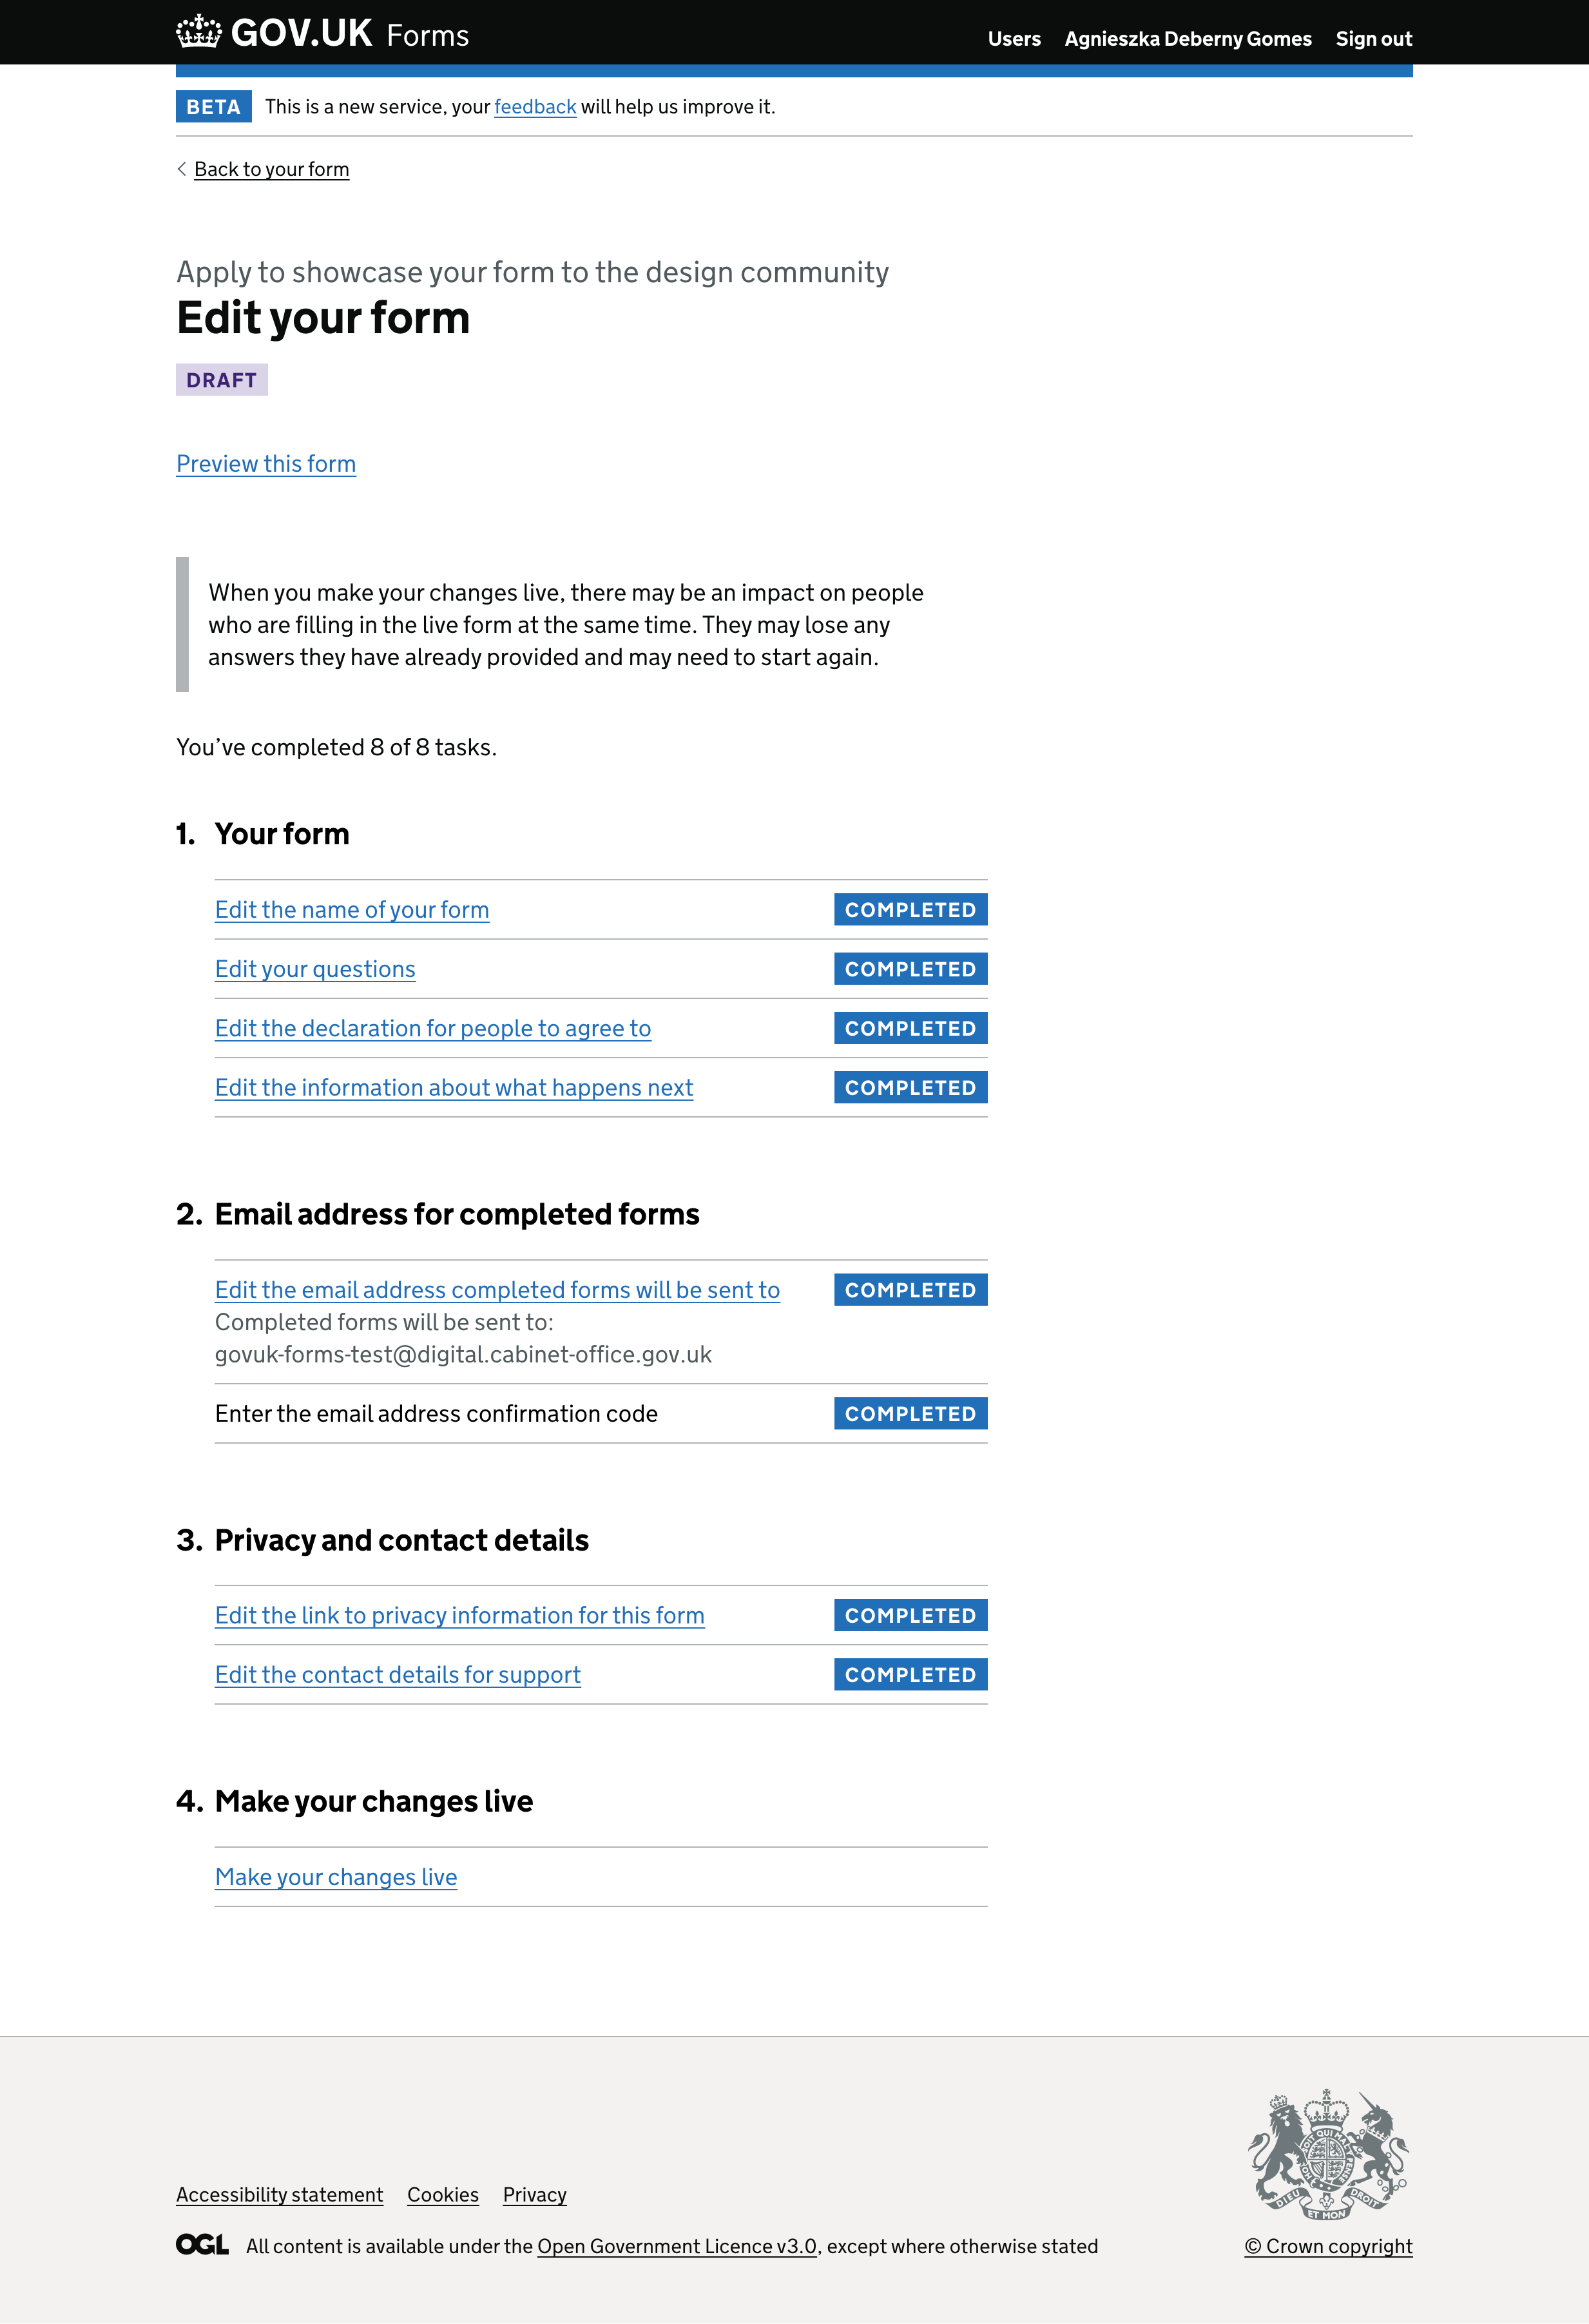 GOV.UK Forms
Users Agnieszka Deberny Gomes Sign out
BETA This is a new service, your feedback will help us improve it.
Back to your form
Apply to showcase your form to the design community
Edit your form
DRAFT
Preview this form
When you make your changes live, there may be an impact on people
who are filling in the live form at the same time. They may lose any
answers they have already provided and may need to start again.
You’ve completed 8 of 8 tasks.
1. Your form
Edit the name of your form COMPLETED
Edit your questions COMPLETED
Edit the declaration for people to agree to COMPLETED
Edit the information about what happens next COMPLETED
2. Email address for completed forms
Edit the email address completed forms will be sent to COMPLETED
Completed forms will be sent to:
govuk-forms-test@digital.cabinet-office.gov.uk
Enter the email address confirmation code COMPLETED
3. Privacy and contact details
Edit the link to privacy information for this form COMPLETED
Edit the contact details for support COMPLETED
4. Make your changes live
Make your changes live
Accessibility statement Cookies Privacy
OGL All content is available under the Open Government Licence v3.0, except where otherwise stated
DIEU ET MON DROIT
© Crown copyright